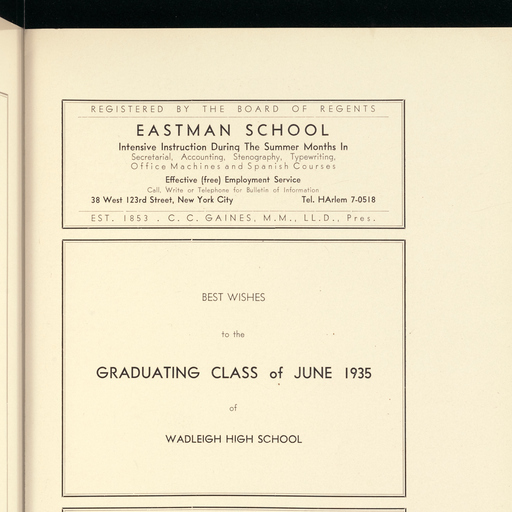 REGISTERED BY THE BOARD OF REGENTS
EASTMAN SCHOOL
Intensive Instruction During The Summer Months In
Secretarial, Accounting, Stenography, Typewriting,
Office Machines and Spanish Courses
Effective (free) Employment Service
Call, Write or Telephone for Bulletin of Information
38 West 123rd Street, New York City Tel. HArlem 7-0518
EST. 1853 . C. C. GAINES, M.M., LL.D., Pres.
BEST WISHES
to the
GRADUATING CLASS of JUNE 1935
of
WADLEIGH HIGH SCHOOL